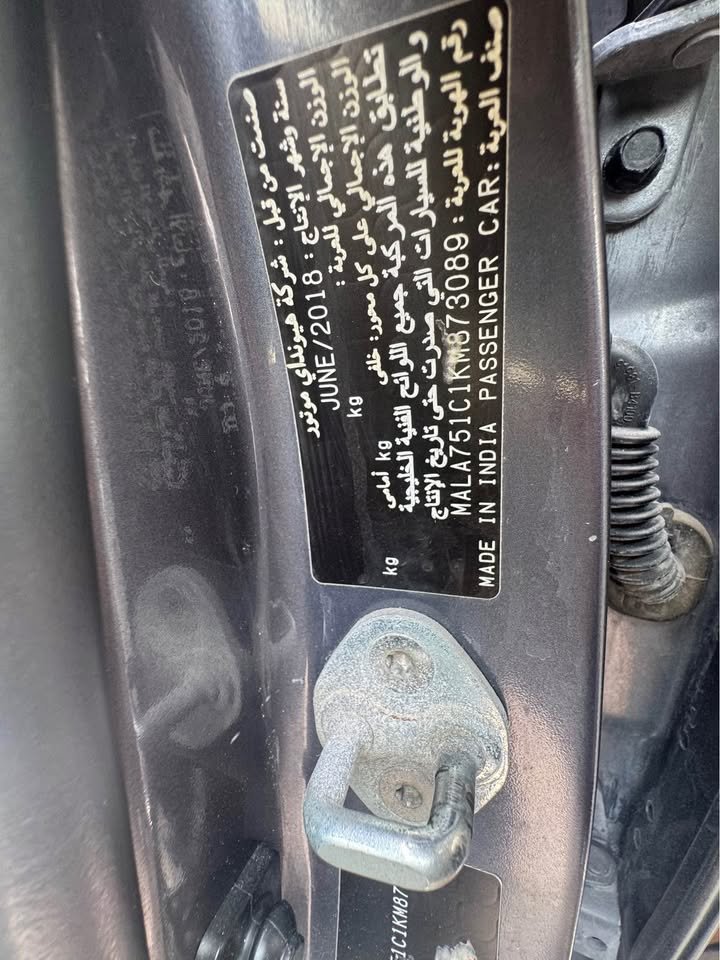 صنعت من قبل : شركة هيونداي موتور
سنة وشهر الإنتاج : JUNE/2018
الوزن الإجمالي للعربة : kg
الوزن الإجمالي على كل محور: خلفي kg أمامي kg
تطابق هذه المركبة جميع اللوائح الفنية الخليجية
والوطنية للسيارات التي صدرت حتى تاريخ الإنتاج
رقم الهوية للعربة : MALA751C1KM873089
صنف العربة : MADE IN INDIA PASSENGER CAR
51C1KM87